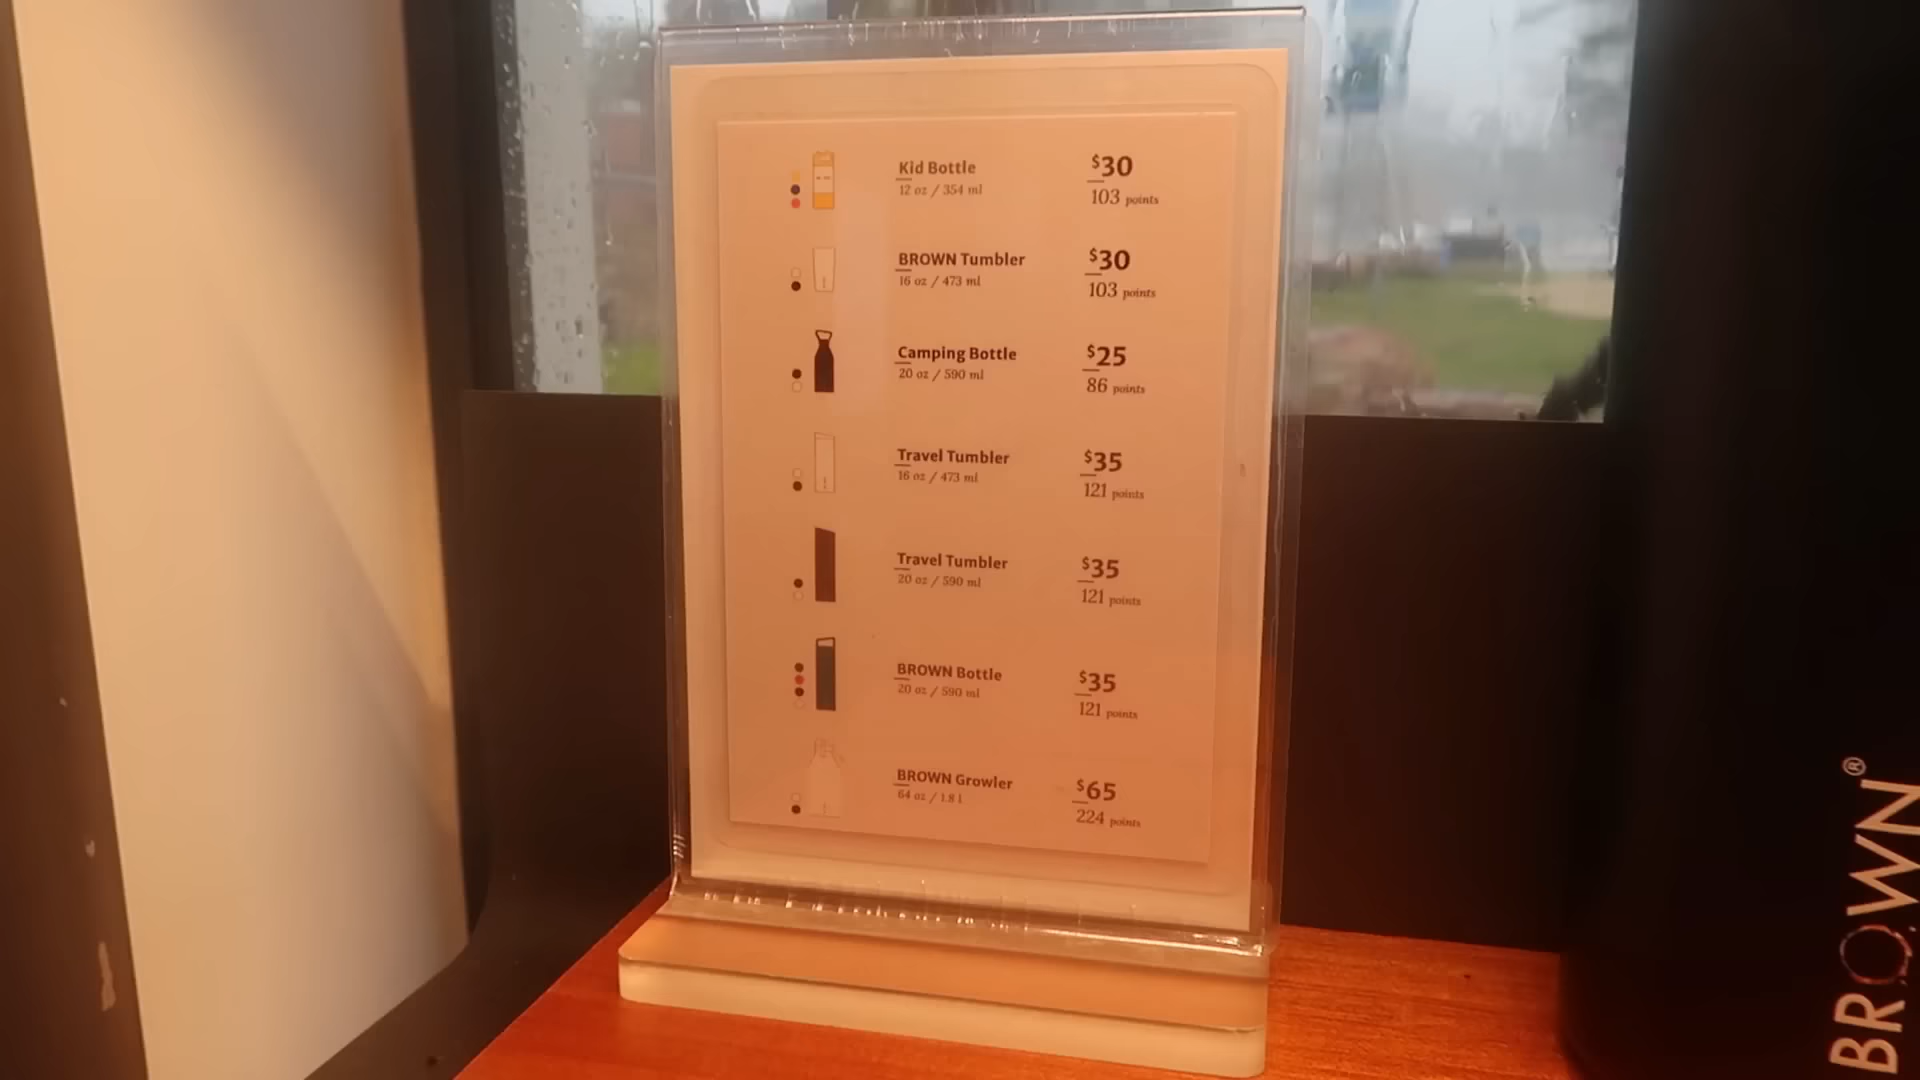 Kid Bottle
12 oz / 354 ml
$30
103 points
BROWN Tumbler
16 oz / 473 ml
$30
103 points
Camping Bottle
20 oz / 590 ml
$25
86 points
Travel Tumbler
16 oz / 473 ml
$35
121 points
Travel Tumbler
20 oz / 590 ml
$35
121 points
BROWN Bottle
20 oz / 590 ml
$35
121 points
BROWN Growler
64 oz / 1.8 l
$65
224 points
BROWN®